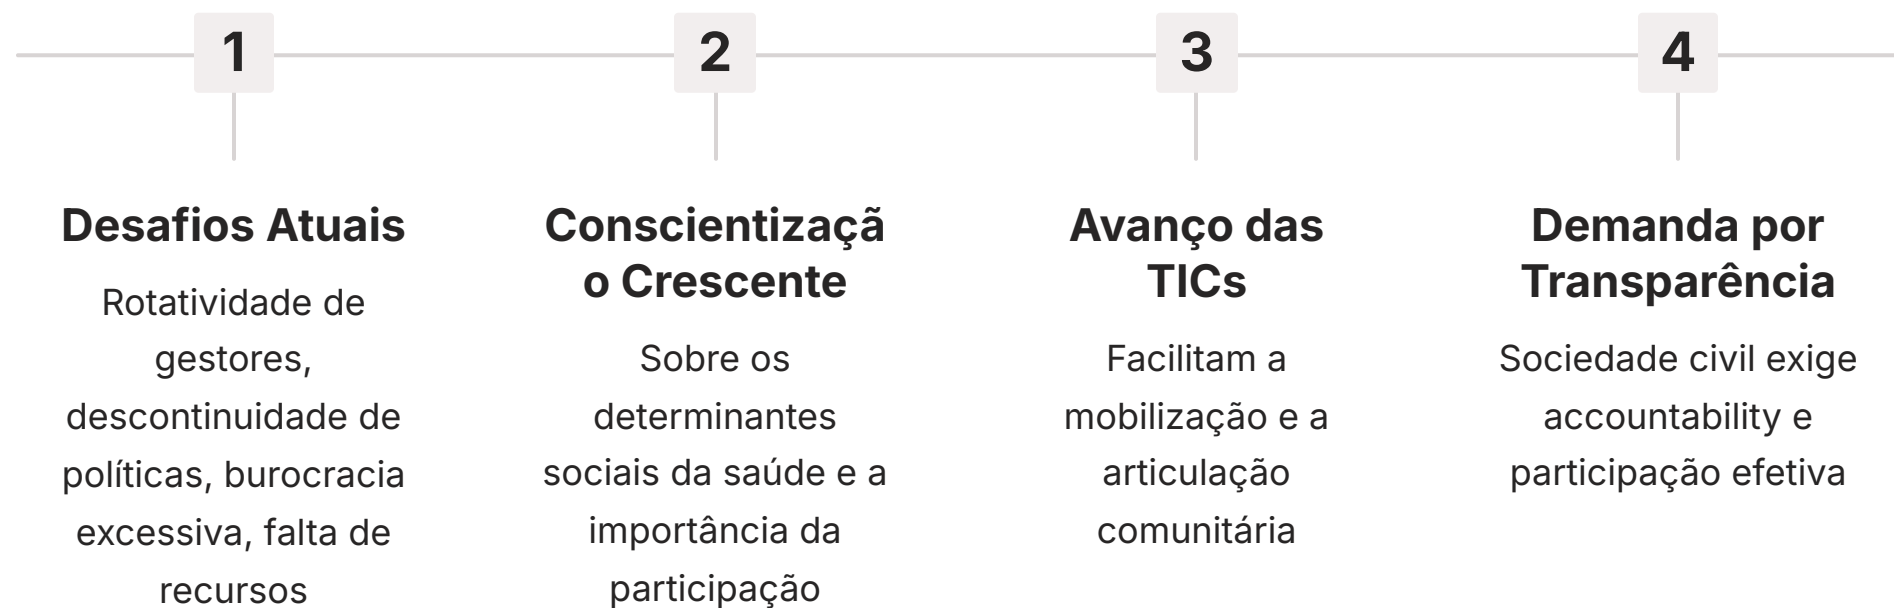 1
Desafios Atuais
Rotatividade de
gestores,
descontinuidade de
políticas, burocracia
excessiva, falta de
recursos
2
Conscientizaçã
o Crescente
Sobre os
determinantes
sociais da saúde e a
importância da
participação
3
Avanço das
TICs
Facilitam a
mobilização e a
articulação
comunitária
4
Demanda por
Transparência
Sociedade civil exige
accountability e
participação efetiva